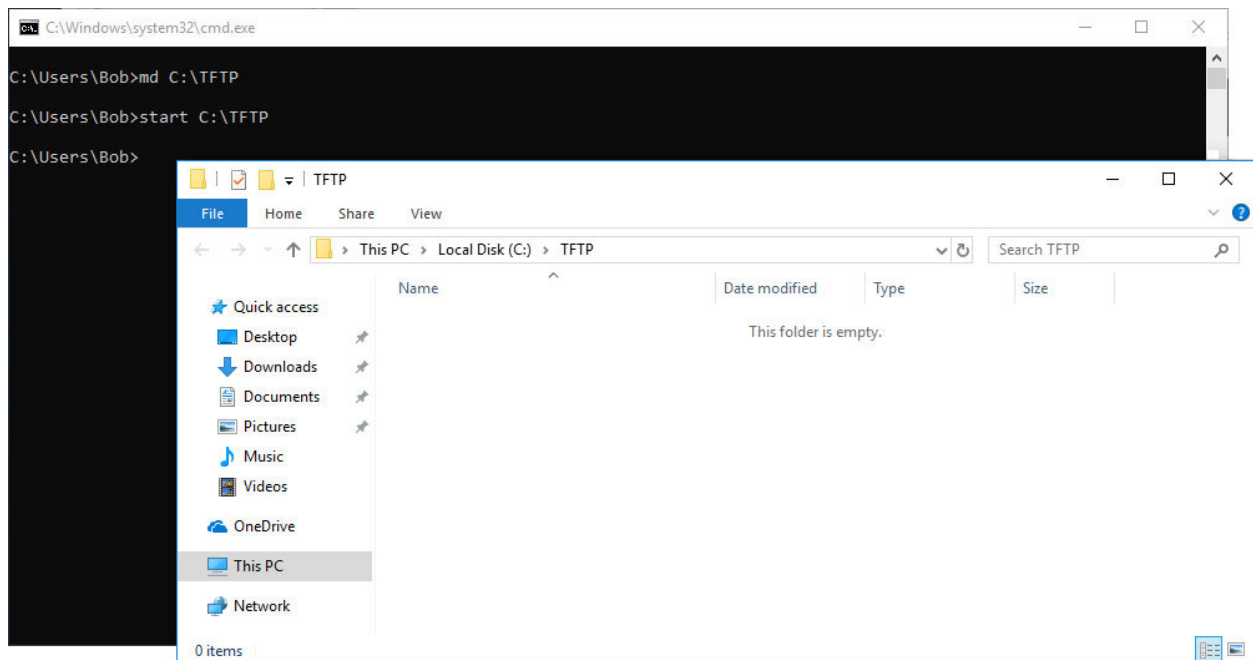 C:\Windows\system32\cmd.exe
C:\Users\Bob>md C:\TFTP
C:\Users\Bob>start C:\TFTP
C:\Users\Bob>
TFTP
File Home Share View
This PC > Local Disk (C:) > TFTP Search TFTP
Name Date modified Type Size
This folder is empty.
Quick access
Desktop
Downloads
Documents
Pictures
Music
Videos
OneDrive
This PC
Network
0 items